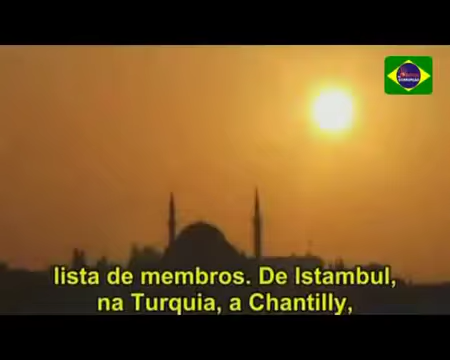 lista de membros. De Istambul,
na Turquia, a Chantilly,